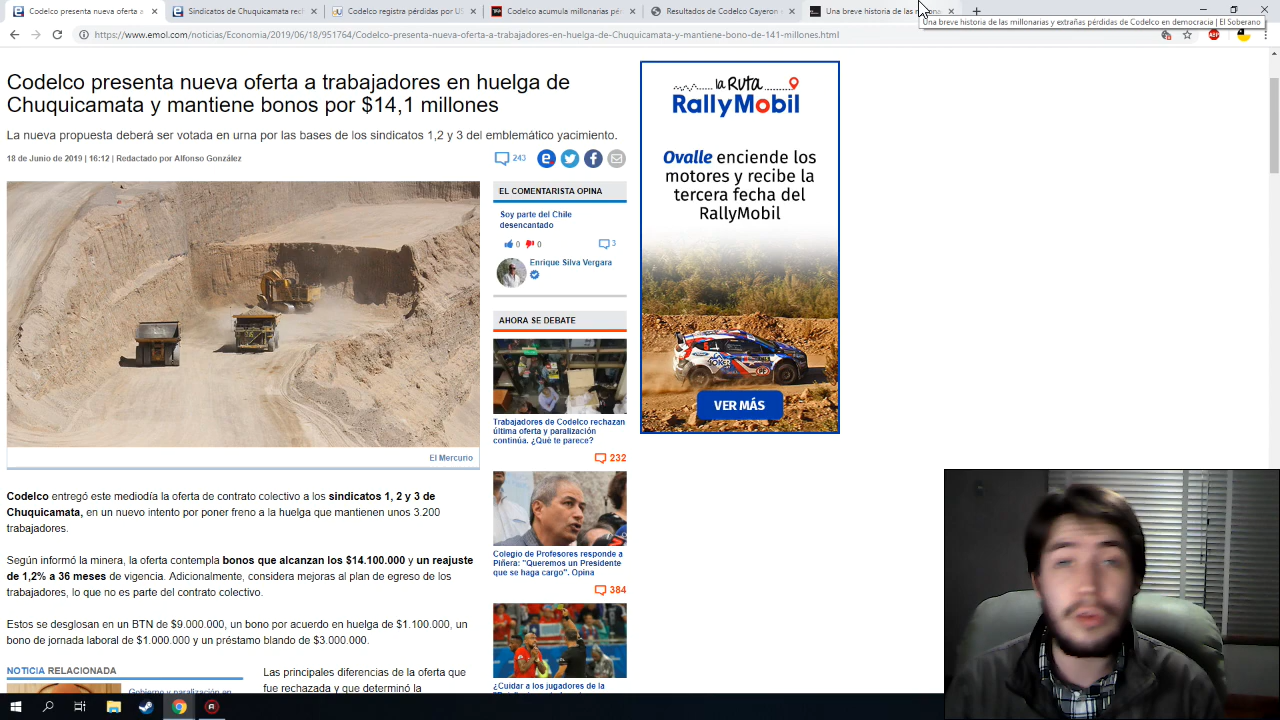 Codelco presenta nueva oferta a
Sindicatos de Chuquicamata rec
Codelco registra pérdidas por US
Codelco acumula millonarias pér
Resultados de Codelco Cayeron
Una breve historia de las millonarias
Una breve historia de las millonarias y extrañas pérdidas de Codelco en democracia | El Soberano
https://www.emol.com/noticias/Economia/2019/06/18/951764/Codelco-presenta-nueva-oferta-a-trabajadores-en-huelga-de-Chuquicamata-y-mantiene-bono-de-141-millones.html
ABP
Codelco presenta nueva oferta a trabajadores en huelga de
Chuquicamata y mantiene bonos por $14,1 millones
La nueva propuesta deberá ser votada en urna por las bases de los sindicatos 1,2 y 3 del emblemático yacimiento.
18 de Junio de 2019 | 16:12 | Redactado por Alfonso González
243
El Mercurio
Codelco entregó este mediodía la oferta de contrato colectivo a los sindicatos 1, 2 y 3 de
Chuquicamata, en un nuevo intento por poner freno a la huelga que mantienen unos 3.200
trabajadores.
Según informó la minera, la oferta contempla bonos que alcanzan los $14.100.000 y un reajuste
de 1,2% a 36 meses de vigencia. Adicionalmente considera mejoras al plan de egreso de los
trabajadores, lo que no es parte del contrato colectivo.
Estos se desglosan en un BTN de $9.000.000, un bono por acuerdo en huelga de $1.100.000, un
bono de jornada laboral de $1.000.000 y un préstamo blando de $3.000.000.
NOTICIA RELACIONADA
Gobierno y paralización en
Las principales diferencias de la oferta que
fue rechazada y que determinó la
EL COMENTARISTA OPINA
Soy parte del Chile
desencantado
0 0 3
Enrique Silva Vergara
AHORA SE DEBATE
Trabajadores de Codelco rechazan
última oferta y paralización
continúa. ¿Qué te parece?
232
Colegio de Profesores responde a
Piñera: "Queremos un Presidente
que se haga cargo". Opina
384
¿Cuidar a los jugadores de la
la RuTa
RallyMobil
Ovalle enciende los
motores y recibe la
tercera fecha del
RallyMobil
VER MÁS